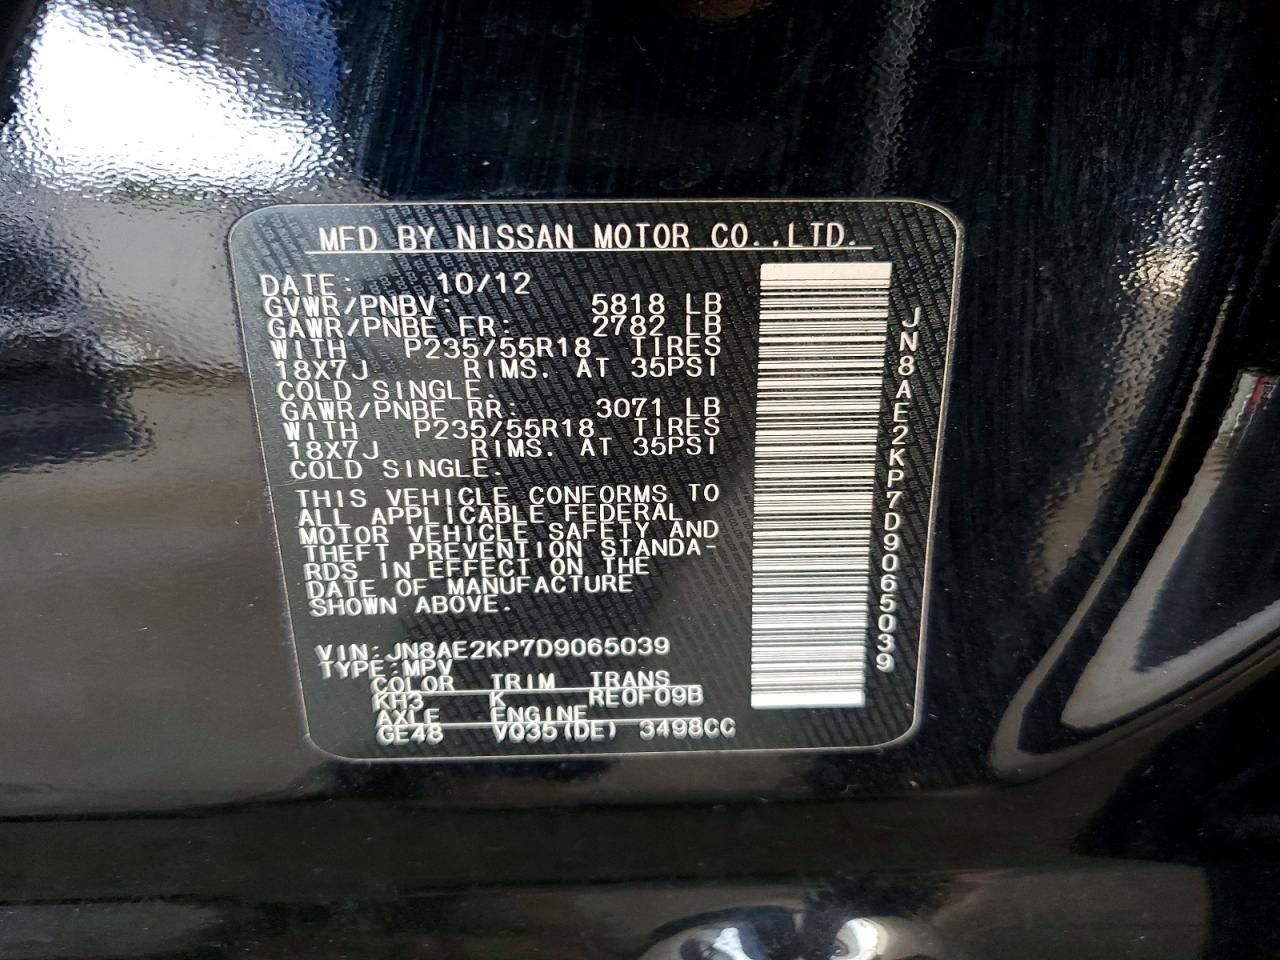 MFD BY NISSAN MOTOR CO.,LTD.
DATE: 10/12
GVWR/PNBV: 5818 LB
GAWR/PNBE FR: 2782 LB
WITH P235/55R18 TIRES
18X7J RIMS. AT 35PSI
COLD SINGLE.
GAWR/PNBE RR: 3071 LB
WITH P235/55R18 TIRES
18X7J RIMS. AT 35PSI
COLD SINGLE.
THIS VEHICLE CONFORMS TO
ALL APPLICABLE FEDERAL
MOTOR VEHICLE SAFETY AND
THEFT PREVENTION STANDA-
RDS IN EFFECT ON THE
DATE OF MANUFACTURE
SHOWN ABOVE.
VIN:JN8AE2KP7D9065039
TYPE:MPV
COLOR TRIM TRANS
KH3 K RE0F09B
AXLE ENGINE
GE48 VQ35(DE) 3498CC
JN8AE2KP7D9065039